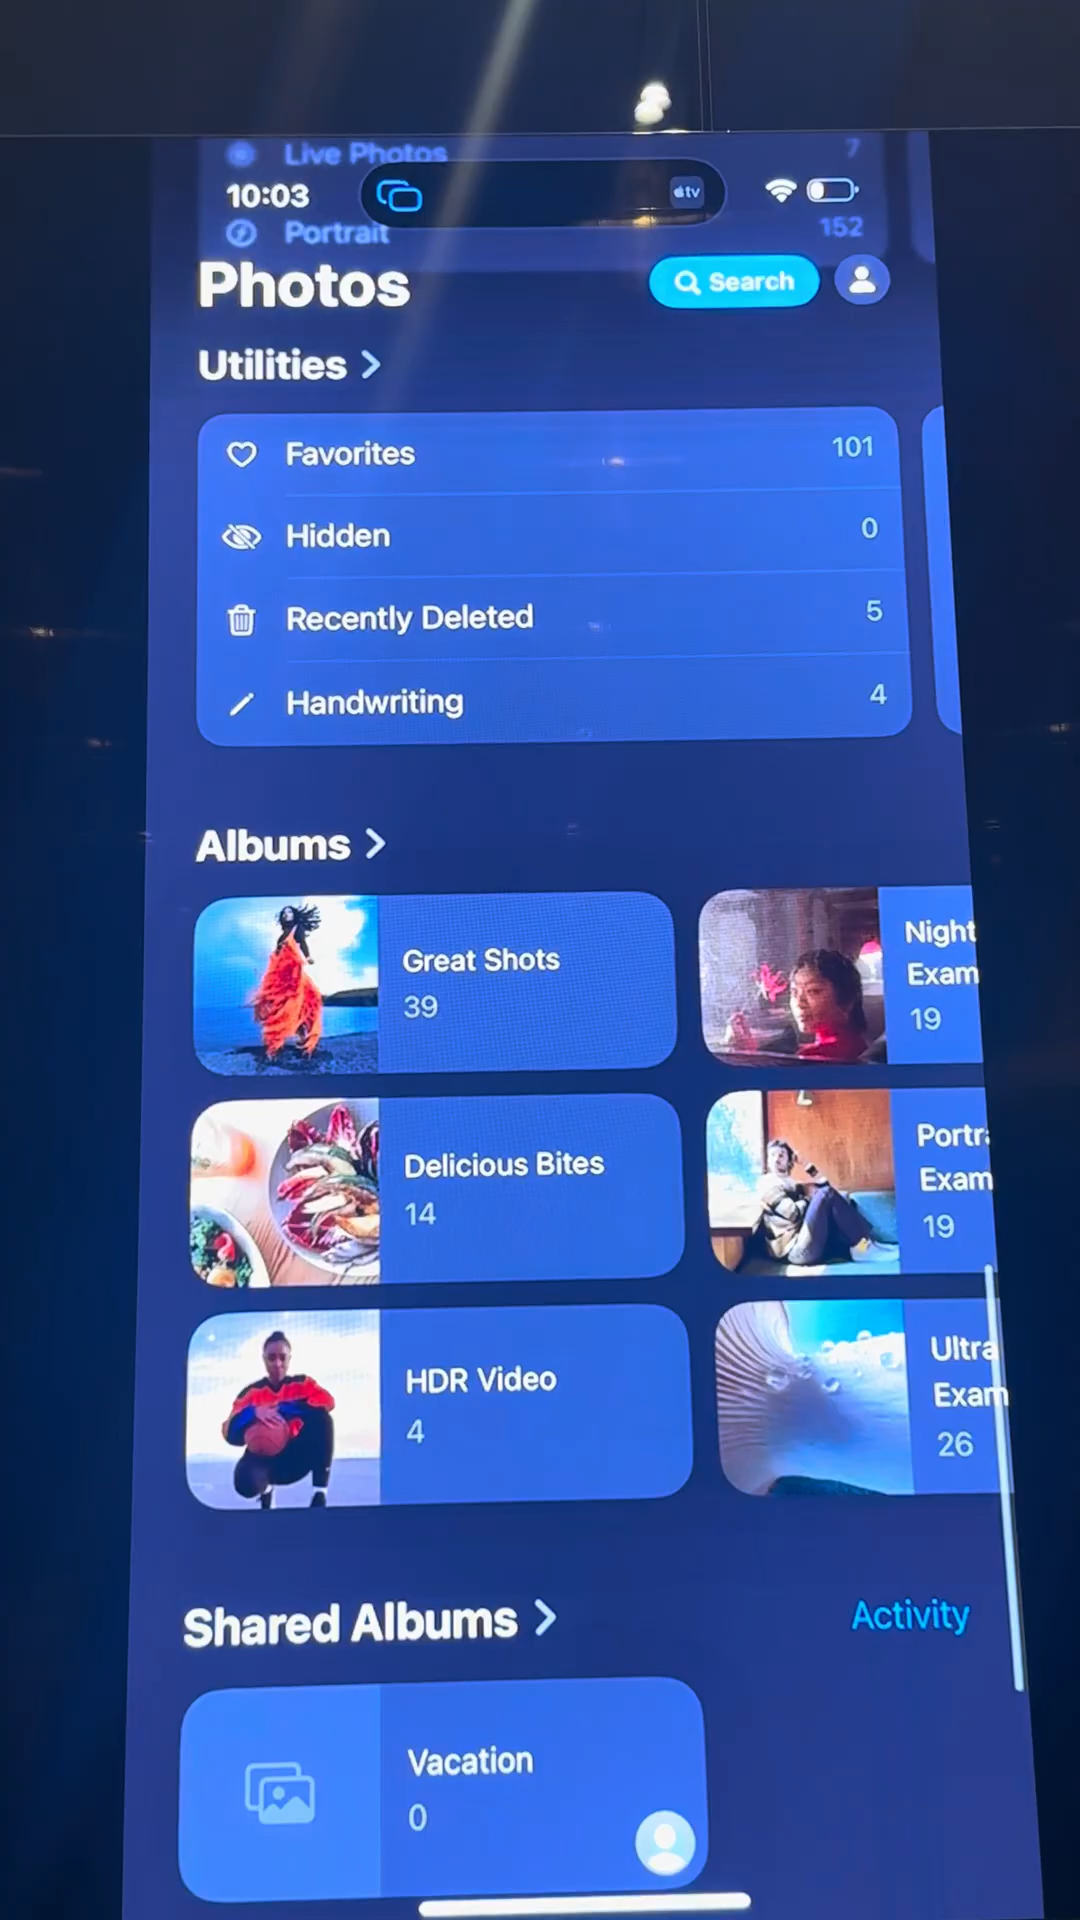 Live Photos 7
10:03 tv
Portrait 152
Photos Search
Utilities
Favorites 101
Hidden 0
Recently Deleted 5
Handwriting 4
Albums
Great Shots
39
Night
Exam
19
Delicious Bites
14
Portr
Exam
19
HDR Video
4
Ultra
Exam
26
Shared Albums Activity
Vacation
0